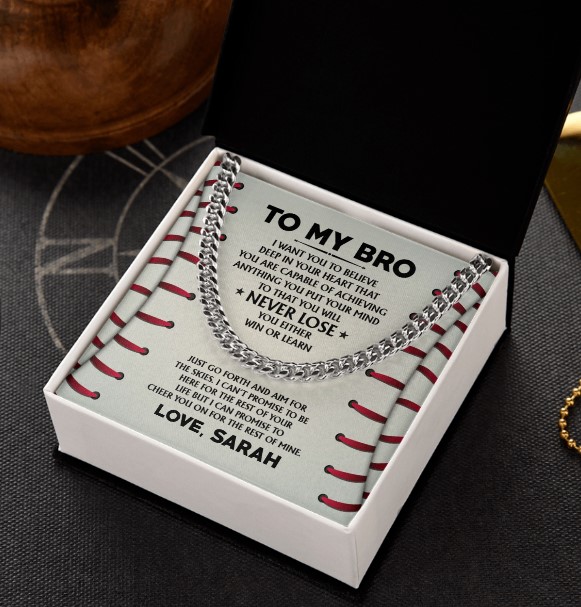 TO MY BRO
I WANT YOU TO BELIEVE
DEEP IN YOUR HEART THAT
YOU ARE CAPABLE OF ACHIEVING
ANYTHING YOU PUT YOUR MIND
TO THAT YOU WILL
★ NEVER LOSE ★
YOU EITHER
WIN OR LEARN
JUST GO FORTH AND AIM FOR
THE SKIES. I CAN'T PROMISE TO BE
HERE FOR THE REST OF YOUR
LIFE BUT I CAN PROMISE TO
CHEER YOU ON FOR THE REST OF MINE.
LOVE, SARAH
N